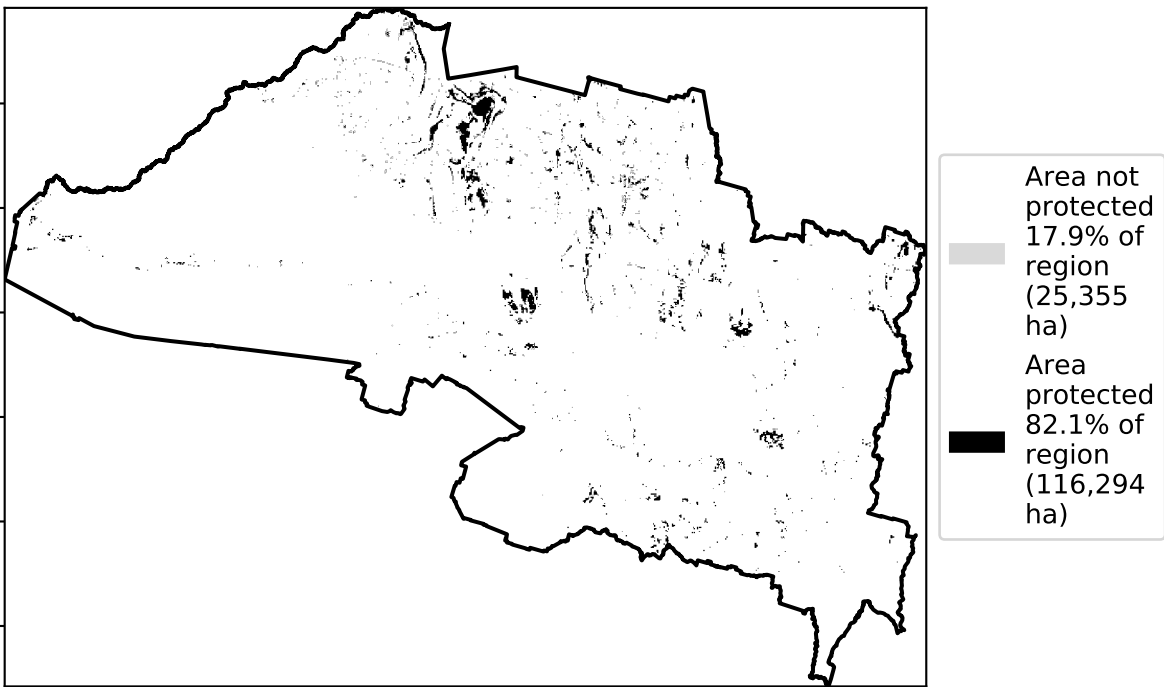 Area not
protected
17.9% of
region
(25,355
ha)
Area
protected
82.1% of
region
(116,294
ha)